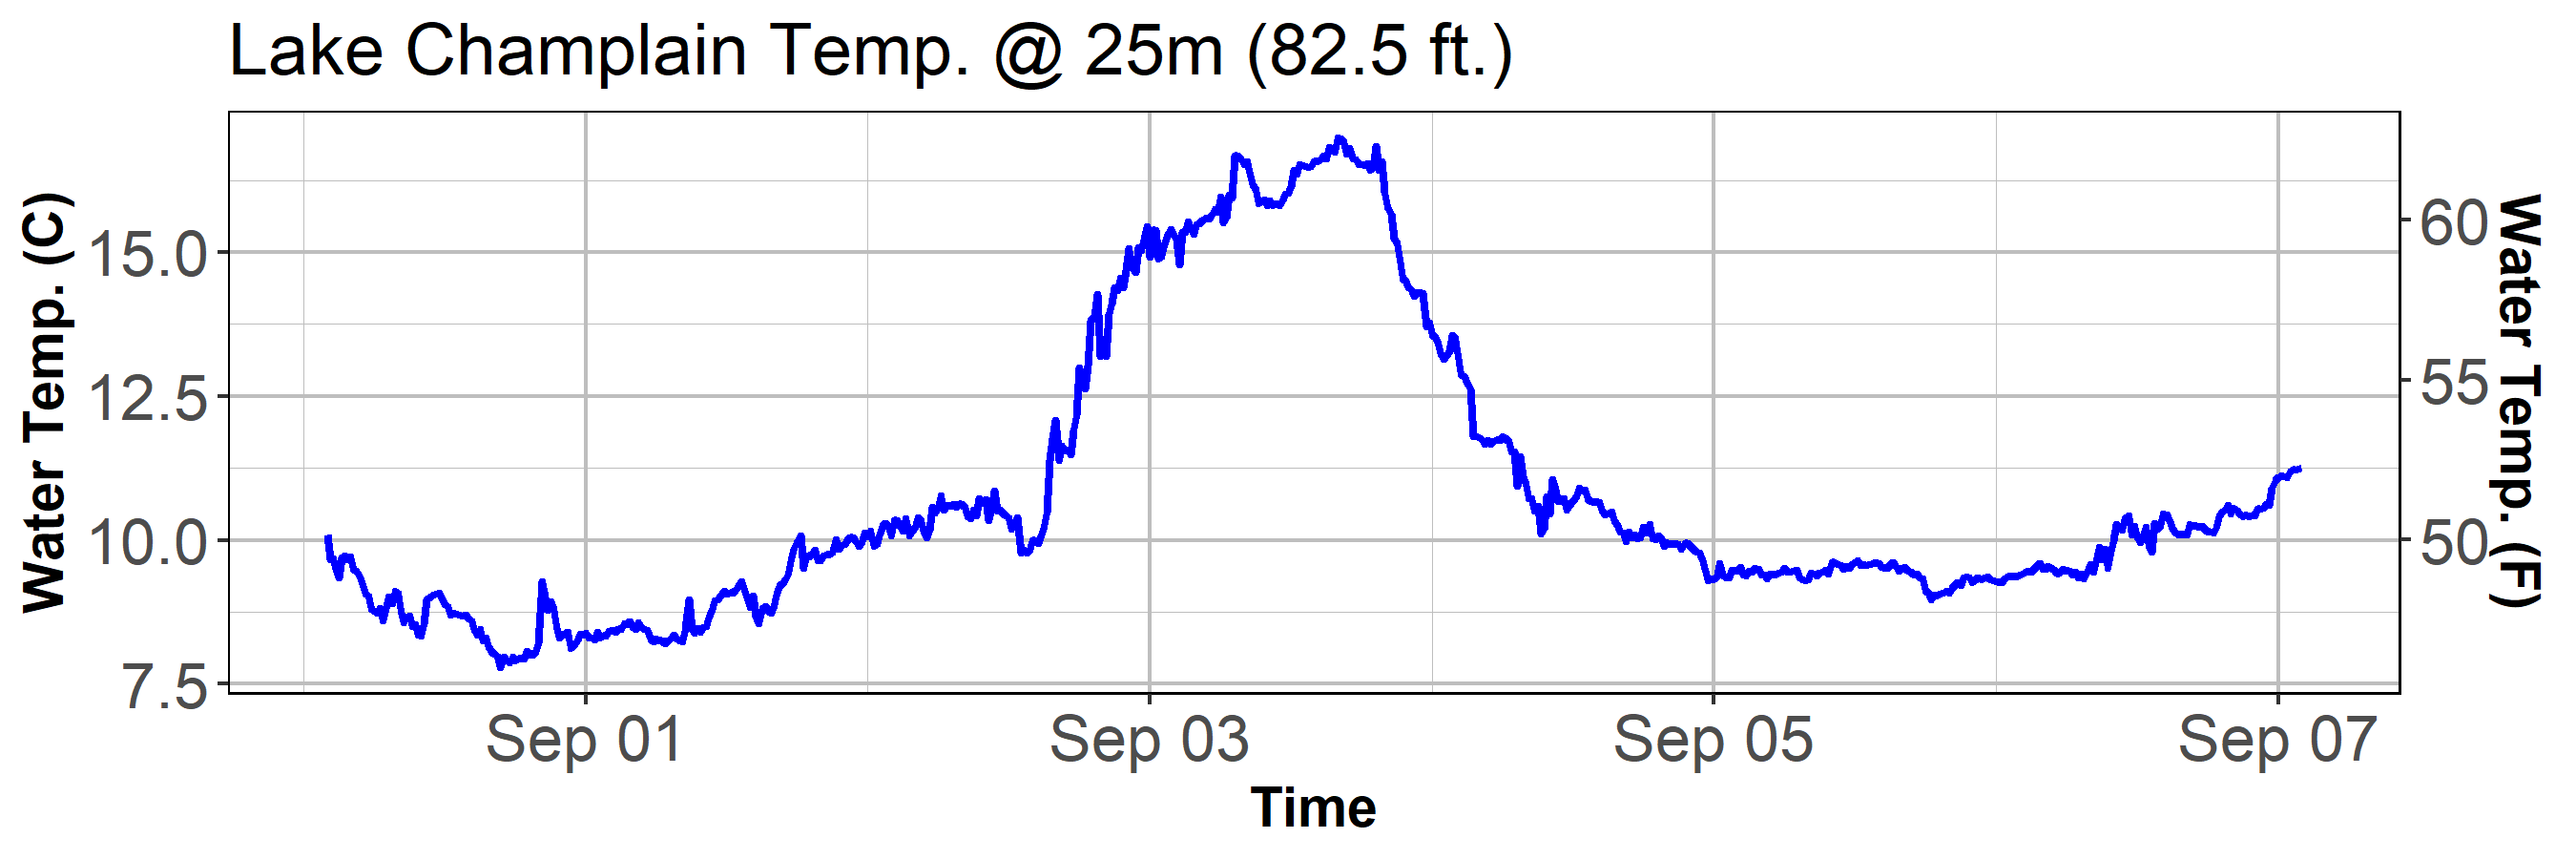 Lake Champlain Temp. @ 25m (82.5 ft.)
Water Temp. (C)
15.0
12.5
10.0
7.5
60
55
50
Water Temp. (F)
Sep 01 Sep 03 Sep 05 Sep 07
Time